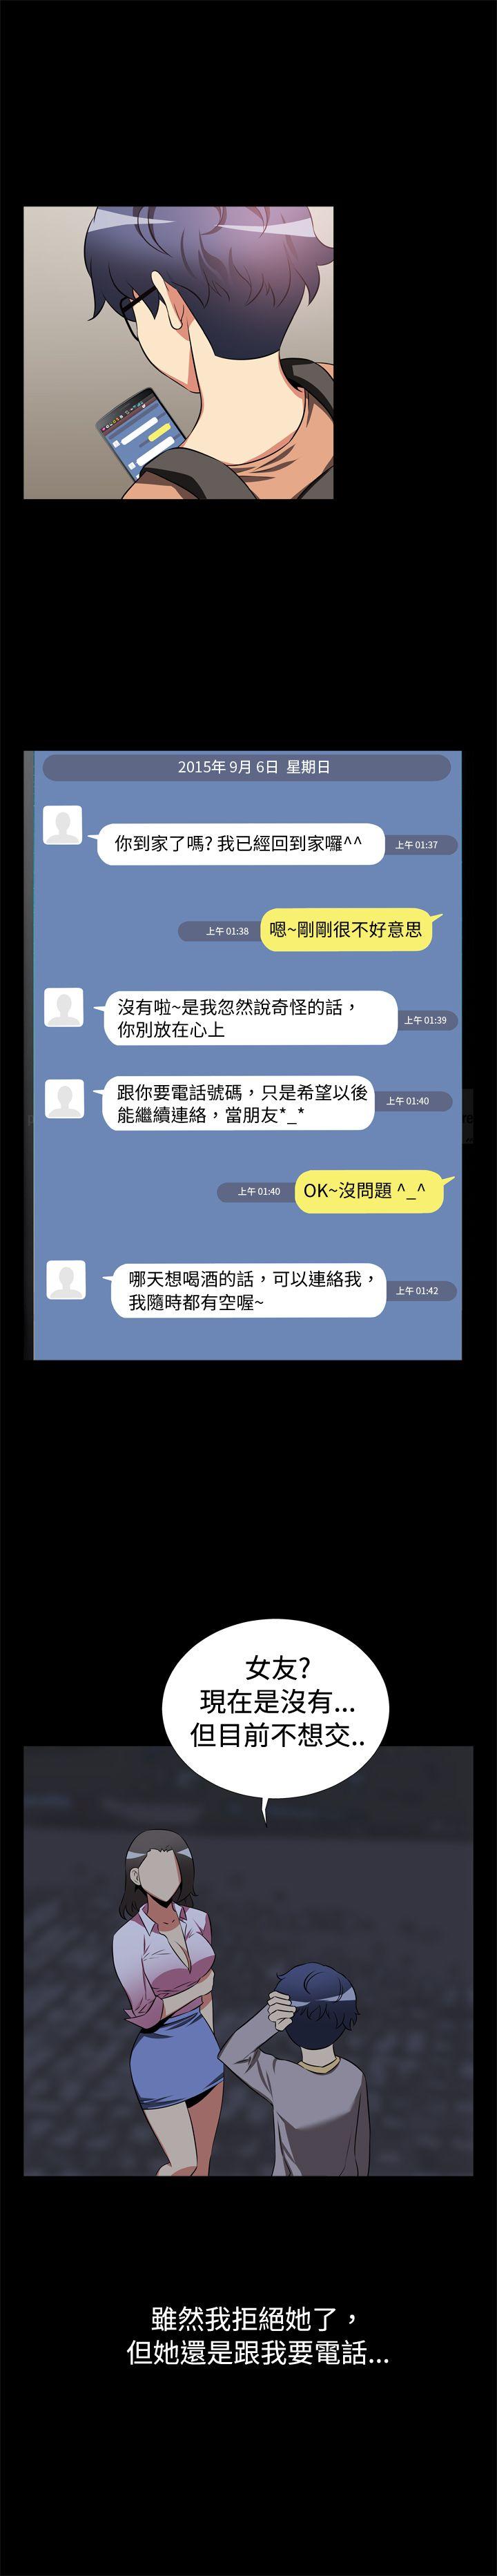 2015年 9月 6日 星期日
你到家了嗎? 我已經回到家囉^^
上午 01:37
上午 01:38
嗯~剛剛很不好意思
沒有啦~是我忽然說奇怪的話，
你別放在心上
上午 01:39
跟你要電話號碼，只是希望以後
能繼續連絡，當朋友*_*
上午 01:40
上午 01:40
OK~沒問題 ^_^
哪天想喝酒的話，可以連絡我，
我隨時都有空喔~
上午 01:42
女友?
現在是沒有...
但目前不想交..
雖然我拒絕她了，
但她還是跟我要電話...